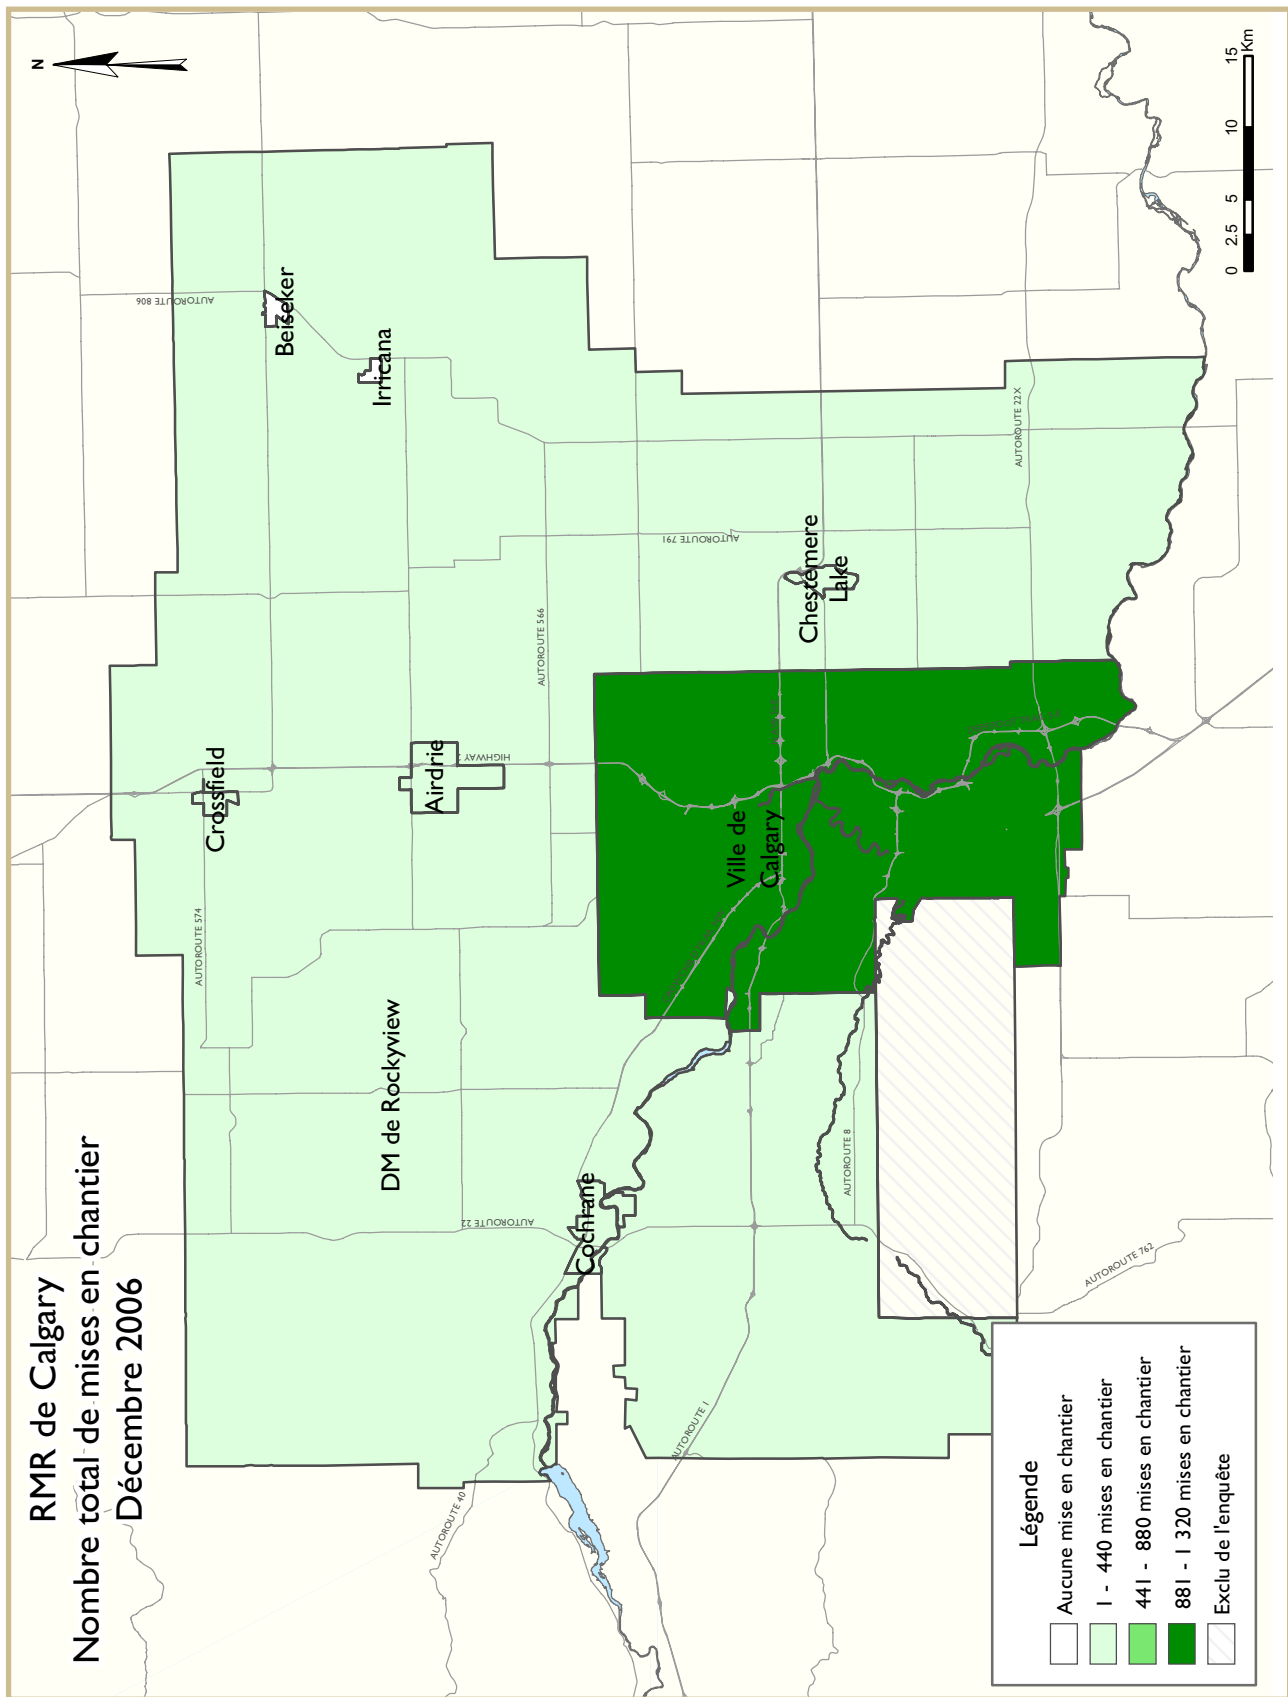 RMR de Calgary
Nombre total de mises en chantier
Décembre 2006
N
AUTOROUTE 806
Beiseker
Irricana
Crossfield
AUTOROUTE 574
Airdrie
HIGHWAY 2
AUTOROUTE 566
DM de Rockyview
AUTOROUTE 791
AUTOROUTE 22
Cochrane
Ville de
Calgary
Chestemere
Lake
AUTOROUTE 22X
AUTOROUTE 40
AUTOROUTE 1
AUTOROUTE 8
AUTOROUTE 762
Légende
Aucune mise en chantier
1 - 440 mises en chantier
441 - 880 mises en chantier
881 - 1 320 mises en chantier
Exclu de l'enquête
0 2.5 5 10 15
Km